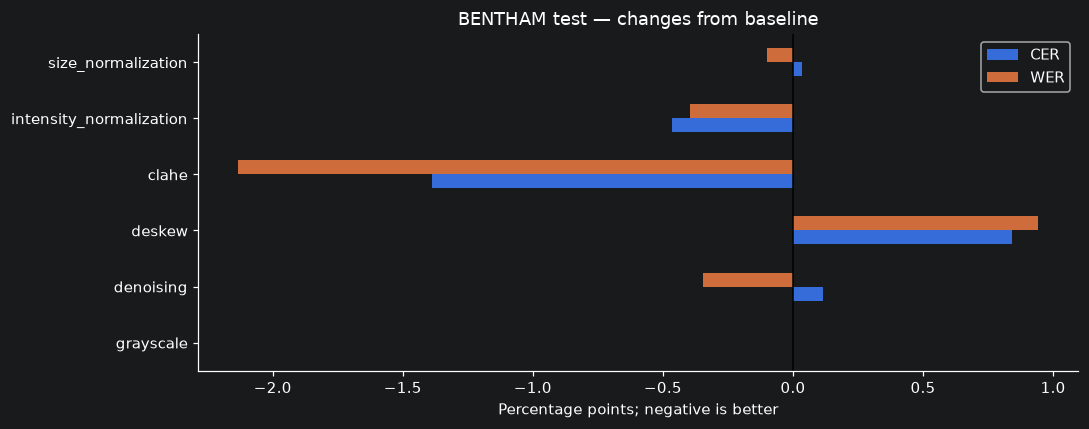 BENTHAM test — changes from baseline
CER
WER
size_normalization
intensity_normalization
clahe
deskew
denoising
grayscale
−2.0 −1.5 −1.0 −0.5 0.0 0.5 1.0
Percentage points; negative is better